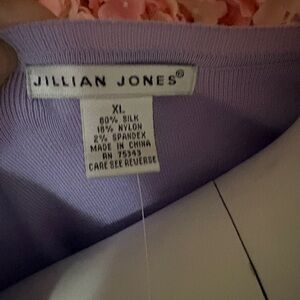 JILLIAN JONES®
XL
80% SILK
18% NYLON
2% SPANDEX
MADE IN CHINA
RN 75343
CARE SEE REVERSE